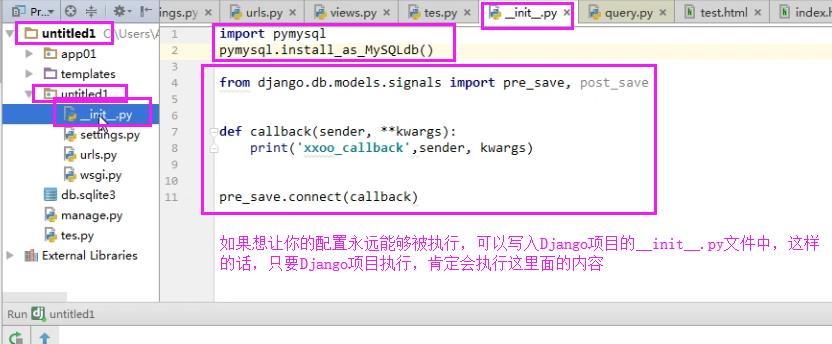 Pr...
ngs.py
urls.py
views.py
tes.py
__init__.py
query.py
test.html
index.h
untitled1 C:\Users\A
app01
templates
untitled1
__init__.py
settings.py
urls.py
wsgi.py
db.sqlite3
manage.py
tes.py
External Libraries
1 import pymysql
2 pymysql.install_as_MySQLdb()
3
4 from django.db.models.signals import pre_save, post_save
5
6
7 def callback(sender, **kwargs):
8 print('xxoo_callback',sender, kwargs)
9
10
11 pre_save.connect(callback)
如果想让你的配置永远能够被执行，可以写入Django项目的__init__.py文件中，这样
的话，只要Django项目执行，肯定会执行这里面的内容
Run dj untitled1